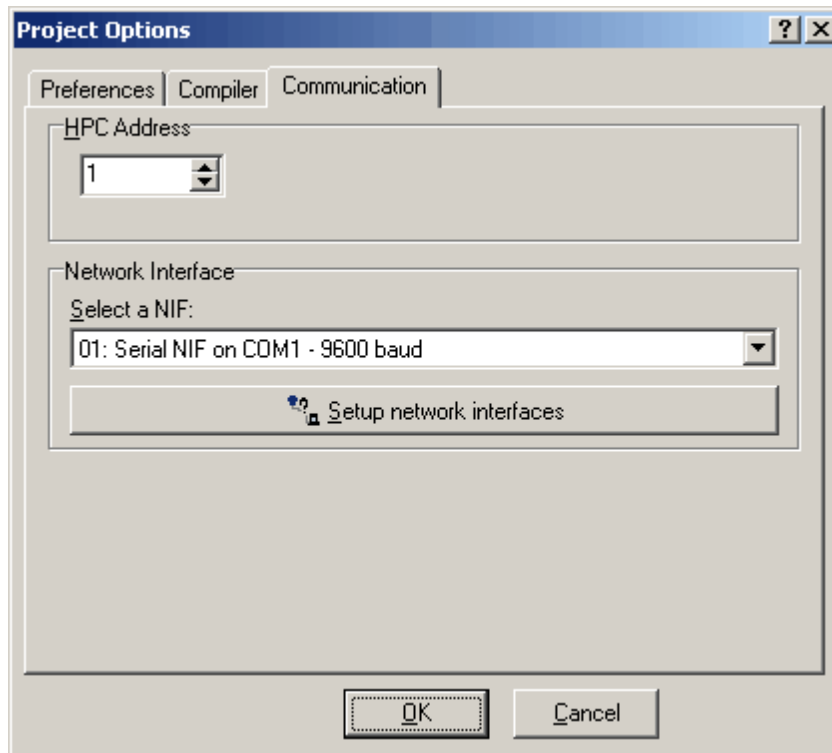 Project Options
Preferences Compiler Communication
HPC Address
1
Network Interface
Select a NIF:
01: Serial NIF on COM1 - 9600 baud
Setup network interfaces
OK Cancel